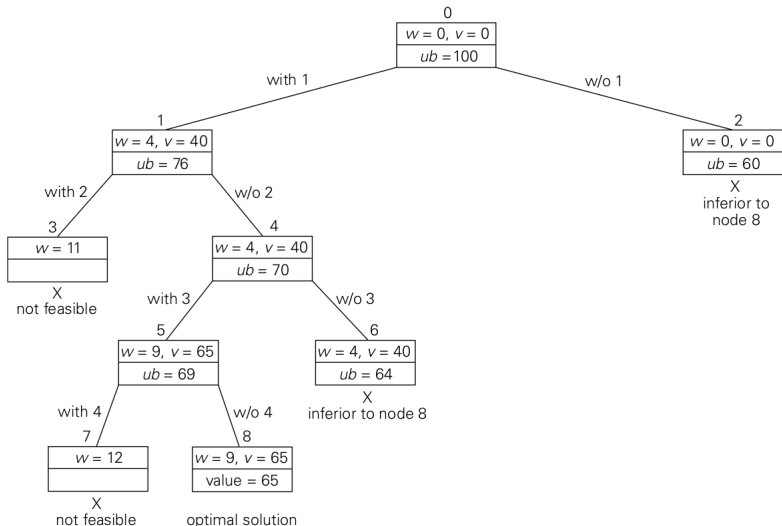 0
w = 0, v = 0
ub =100
with 1
w/o 1
1
w = 4, v = 40
ub = 76
2
w = 0, v = 0
ub = 60
X
inferior to
node 8
with 2
w/o 2
3
w = 11
X
not feasible
4
w = 4, v = 40
ub = 70
with 3
w/o 3
5
w = 9, v = 65
ub = 69
6
w = 4, v = 40
ub = 64
X
inferior to node 8
with 4
w/o 4
7
w = 12
X
not feasible
8
w = 9, v = 65
value = 65
optimal solution